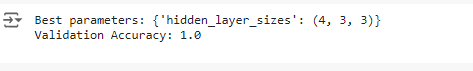 Best parameters: {'hidden_layer_sizes': (4, 3, 3)}
Validation Accuracy: 1.0